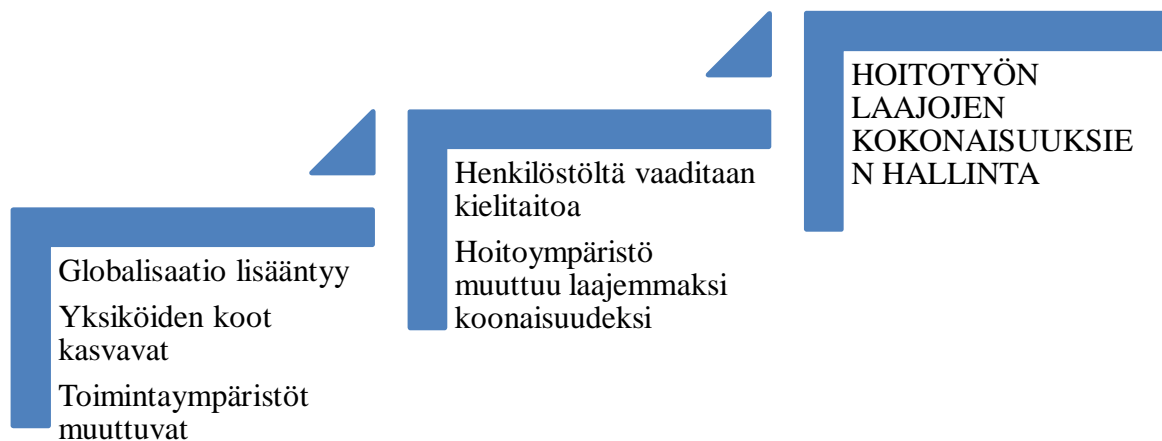 Globalisaatio lisääntyy
Yksiköiden koot
kasvavat
Toimintaympäristöt
muuttuvat
Henkilöstöltä vaaditaan
kielitaitoa
Hoitoympäristö
muuttuu laajemmaksi
koonaisuudeksi
HOITOTYÖN
LAAJOJEN
KOKONAISUUKSIE
N HALLINTA